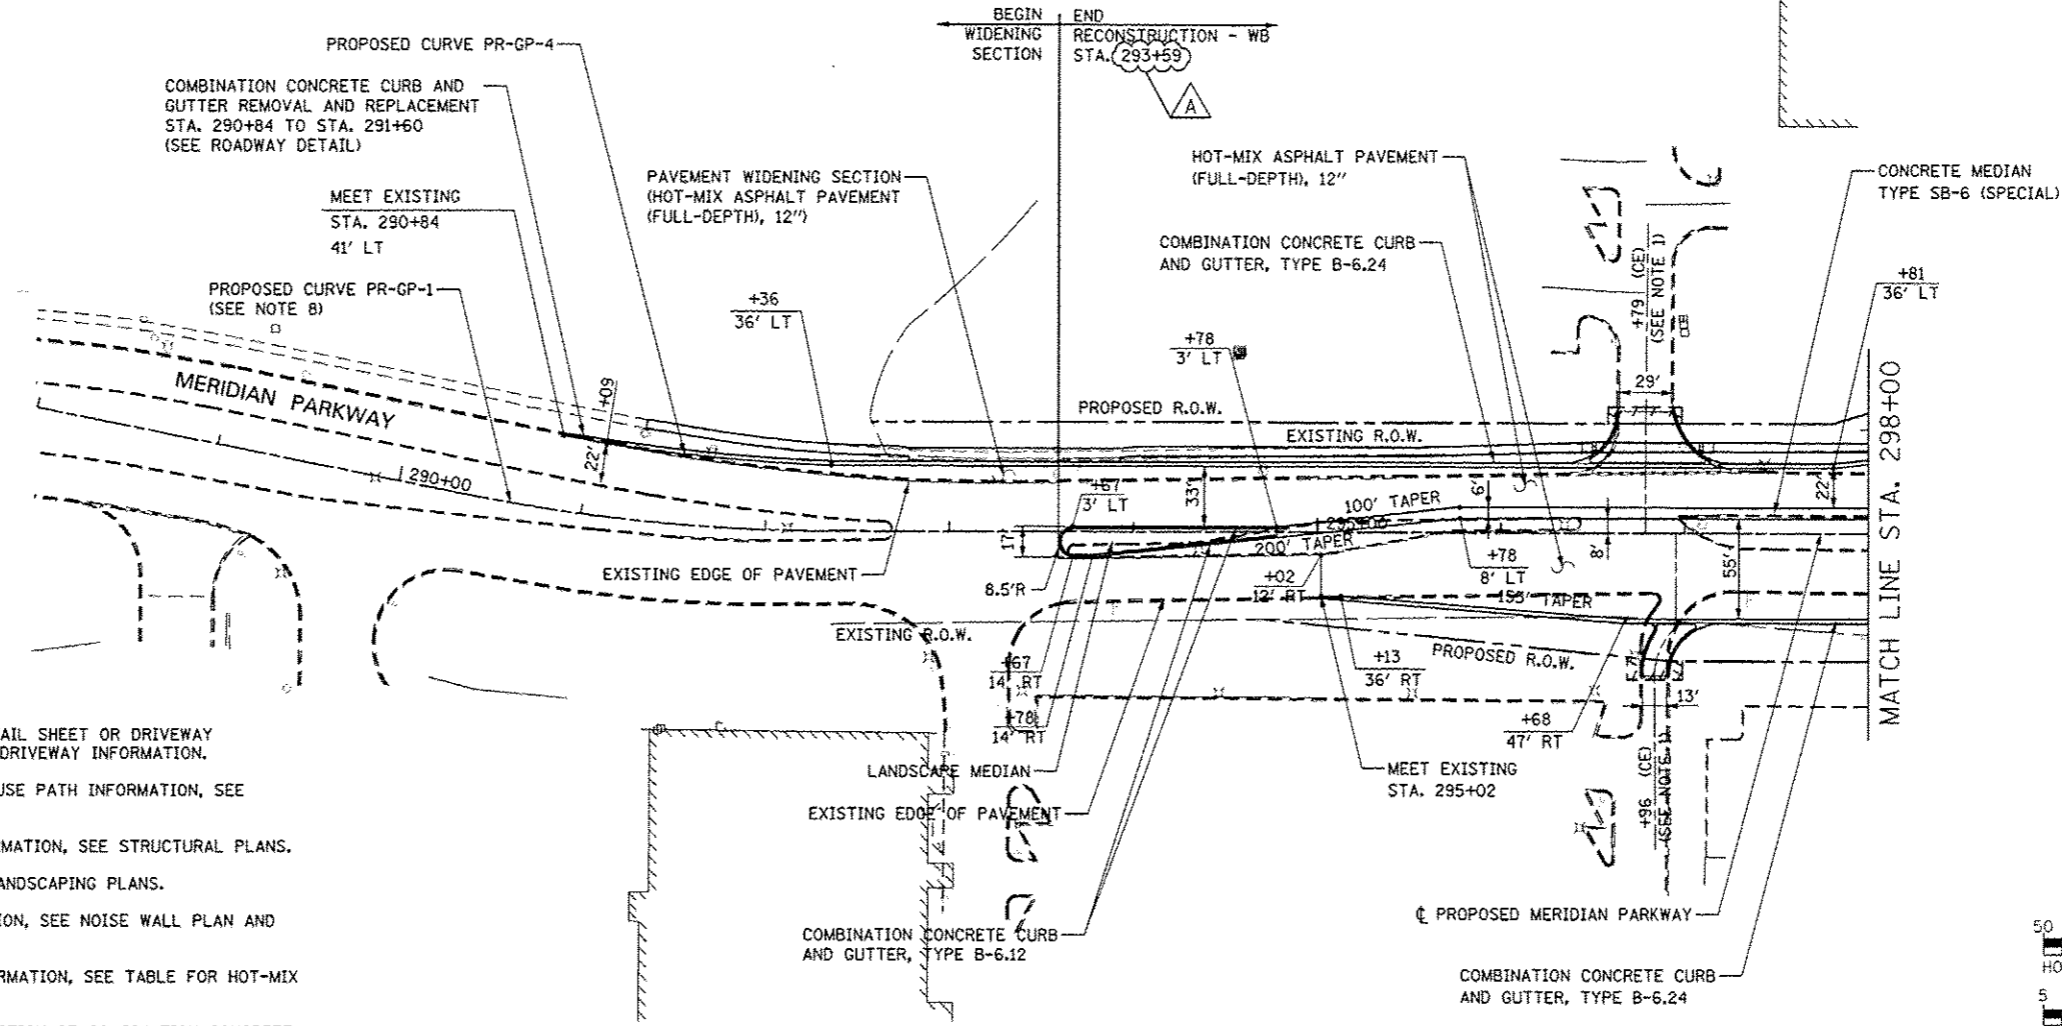 BEGIN
WIDENING
SECTION
END
RECONSTRUCTION - WB
STA. 293+59
A
PROPOSED CURVE PR-GP-4
COMBINATION CONCRETE CURB AND
GUTTER REMOVAL AND REPLACEMENT
STA. 290+84 TO STA. 291+60
(SEE ROADWAY DETAIL)
MEET EXISTING
STA. 290+84
41' LT
PROPOSED CURVE PR-GP-1
(SEE NOTE 8)
PAVEMENT WIDENING SECTION
(HOT-MIX ASPHALT PAVEMENT
(FULL-DEPTH), 12")
+36
36' LT
HOT-MIX ASPHALT PAVEMENT
(FULL-DEPTH), 12"
COMBINATION CONCRETE CURB
AND GUTTER, TYPE B-6.24
CONCRETE MEDIAN
TYPE SB-6 (SPECIAL)
+79 (CE)
(SEE NOTE 1)
+81
36' LT
+78
3' LT
29'
MERIDIAN PARKWAY
+09
22'
290+00
PROPOSED R.O.W.
EXISTING R.O.W.
+67
3' LT
33'
100' TAPER
295+00
200' TAPER
6'
22'
17'
8'
55'
+78
8' LT
155' TAPER
+02
12' RT
8.5'R
EXISTING EDGE OF PAVEMENT
EXISTING R.O.W.
PROPOSED R.O.W.
+67
14' RT
+78
14' RT
+13
36' RT
+68
47' RT
13'
+96 (CE)
(SEE NOTE 1)
MATCH LINE STA. 298+00
LANDSCAPE MEDIAN
EXISTING EDGE OF PAVEMENT
MEET EXISTING
STA. 295+02
COMBINATION CONCRETE CURB
AND GUTTER, TYPE B-6.12
℄ PROPOSED MERIDIAN PARKWAY
COMBINATION CONCRETE CURB
AND GUTTER, TYPE B-6.24
AIL SHEET OR DRIVEWAY
DRIVEWAY INFORMATION.
USE PATH INFORMATION, SEE
MATION, SEE STRUCTURAL PLANS.
ANDSCAPING PLANS.
ION, SEE NOISE WALL PLAN AND
RMATION, SEE TABLE FOR HOT-MIX
50
HO
5